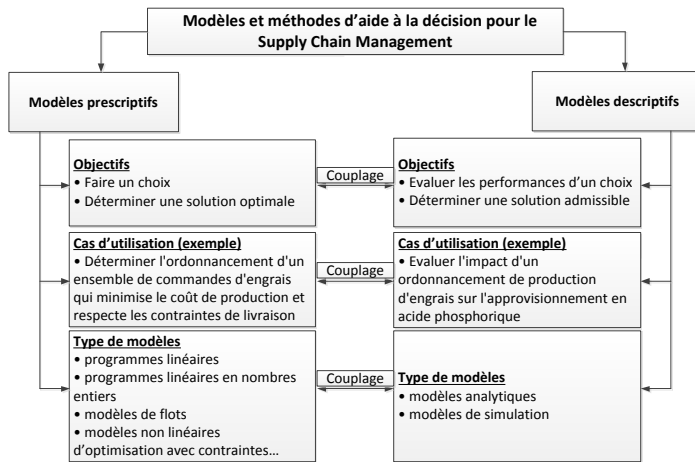 Modèles et méthodes d'aide à la décision pour le
Supply Chain Management
Modèles prescriptifs
Modèles descriptifs
Objectifs
• Faire un choix
• Déterminer une solution optimale
Couplage
Objectifs
• Evaluer les performances d'un choix
• Déterminer une solution admissible
Cas d'utilisation (exemple)
• Déterminer l'ordonnancement d'un
ensemble de commandes d'engrais
qui minimise le coût de production et
respecte les contraintes de livraison
Couplage
Cas d'utilisation (exemple)
• Evaluer l'impact d'un
ordonnancement de production
d'engrais sur l'approvisionnement en
acide phosphorique
Type de modèles
• programmes linéaires
• programmes linéaires en nombres
entiers
• modèles de flots
• modèles non linéaires
d'optimisation avec contraintes…
Couplage
Type de modèles
• modèles analytiques
• modèles de simulation